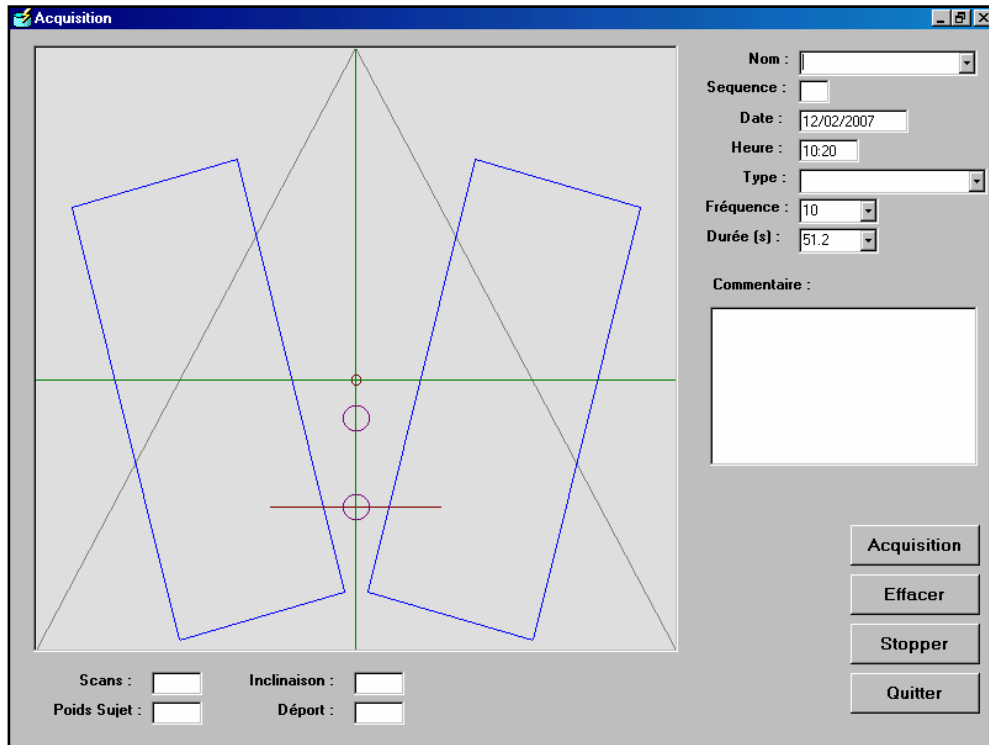 Acquisition
Nom :
Sequence :
Date : 12/02/2007
Heure : 10:20
Type :
Fréquence : 10
Durée (s) : 51.2
Commentaire :
Acquisition
Effacer
Stopper
Quitter
Scans : Inclinaison :
Poids Sujet : Déport :